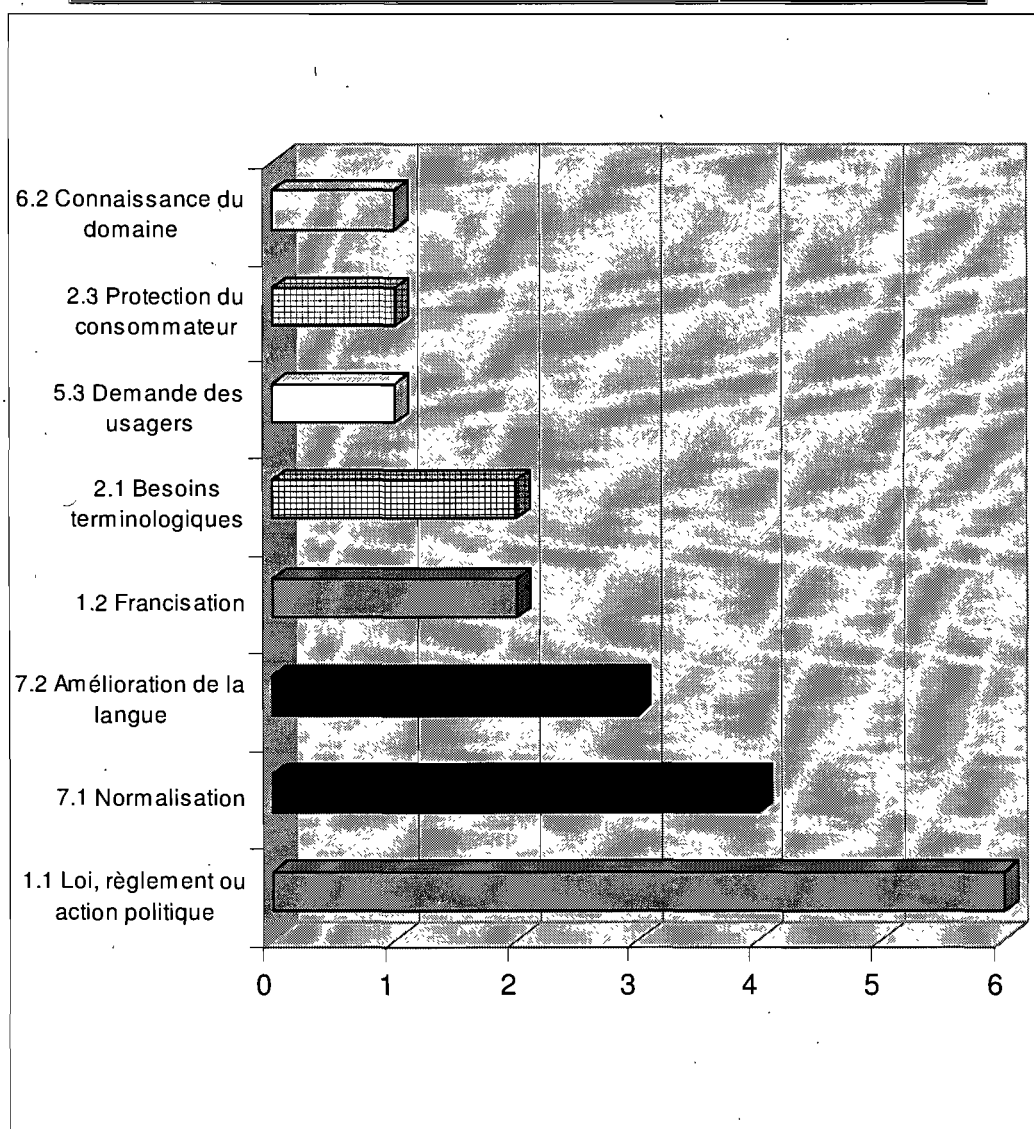 6.2 Connaissance du
domaine
2.3 Protection du
consommateur
5.3 Demande des
usagers
2.1 Besoins
terminologiques
1.2 Francisation
7.2 Amélioration de la
langue
7.1 Normalisation
1.1 Loi, règlement ou
action politique
0 1 2 3 4 5 6